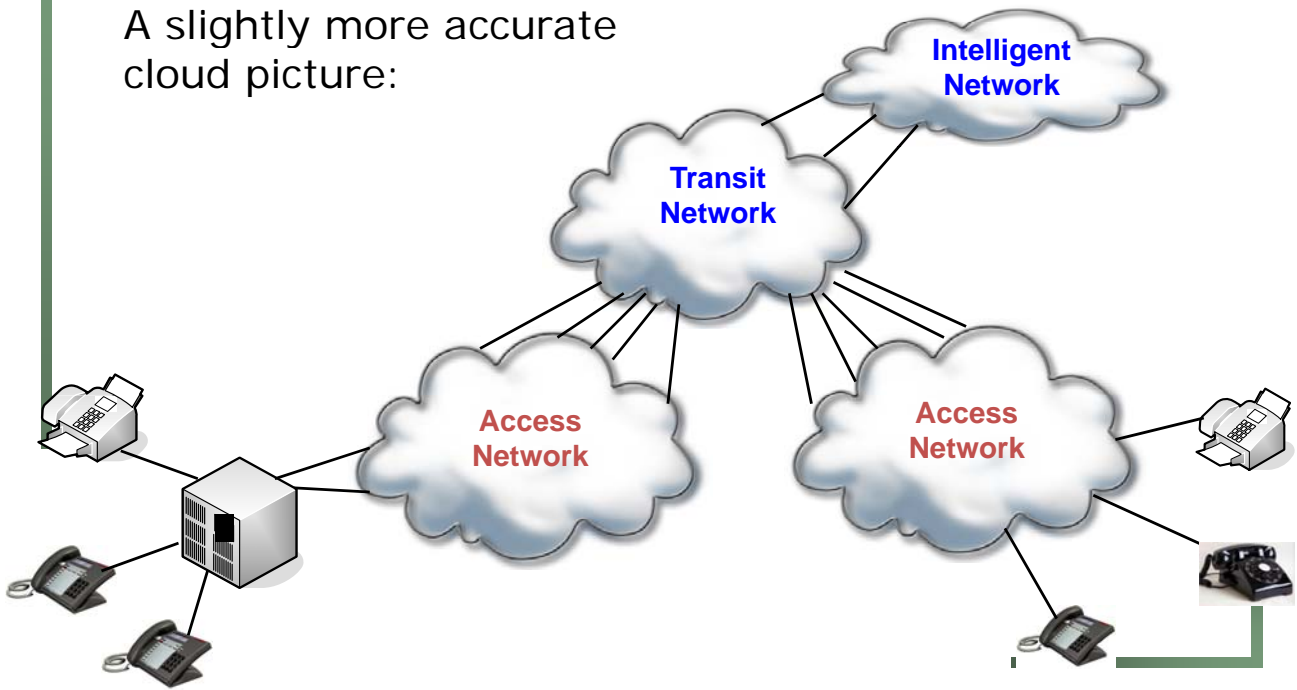 A slightly more accurate
cloud picture:
Intelligent
Network
Transit
Network
Access
Network
Access
Network